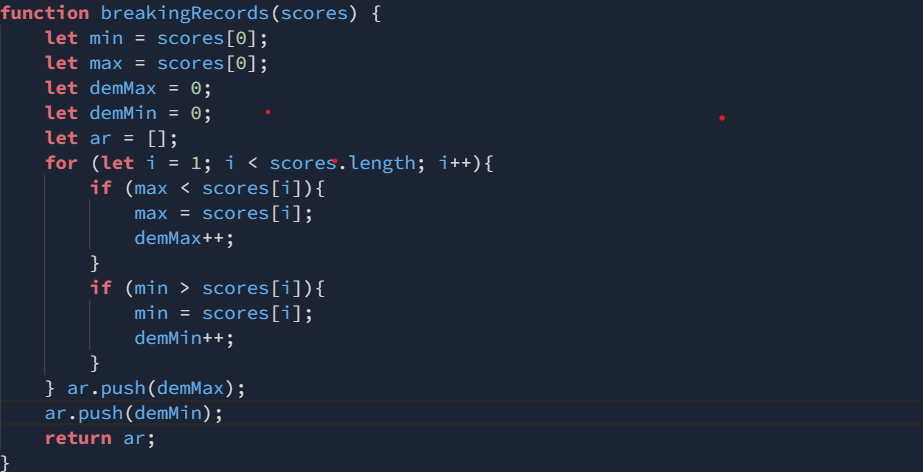 function breakingRecords(scores) {
    let min = scores[0];
    let max = scores[0];
    let demMax = 0;
    let demMin = 0;
    let ar = [];
    for (let i = 1; i < scores.length; i++){
        if (max < scores[i]){
            max = scores[i];
            demMax++;
        }
        if (min > scores[i]){
            min = scores[i];
            demMin++;
        }
    } ar.push(demMax);
    ar.push(demMin);
    return ar;
}